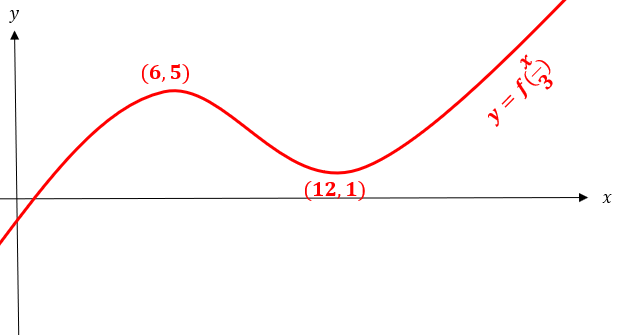 y
(6, 5)
y = f(x/3)
(12, 1)
x